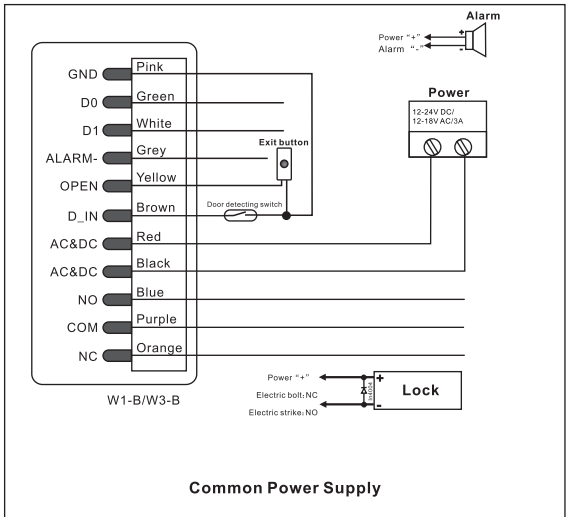 Alarm
Power "+"
+
Alarm "-"
-
GND Pink
D0 Green
D1 White
ALARM- Grey
Exit button
OPEN Yellow
D_IN Brown
Door detecting switch
AC&DC Red
AC&DC Black
NO Blue
COM Purple
NC Orange
W1-B/W3-B
Power
12-24V DC/
12-18V AC/3A
Power "+"
+
Electric bolt:NC
In4004
Lock
-
Electric strike:NO
Common Power Supply